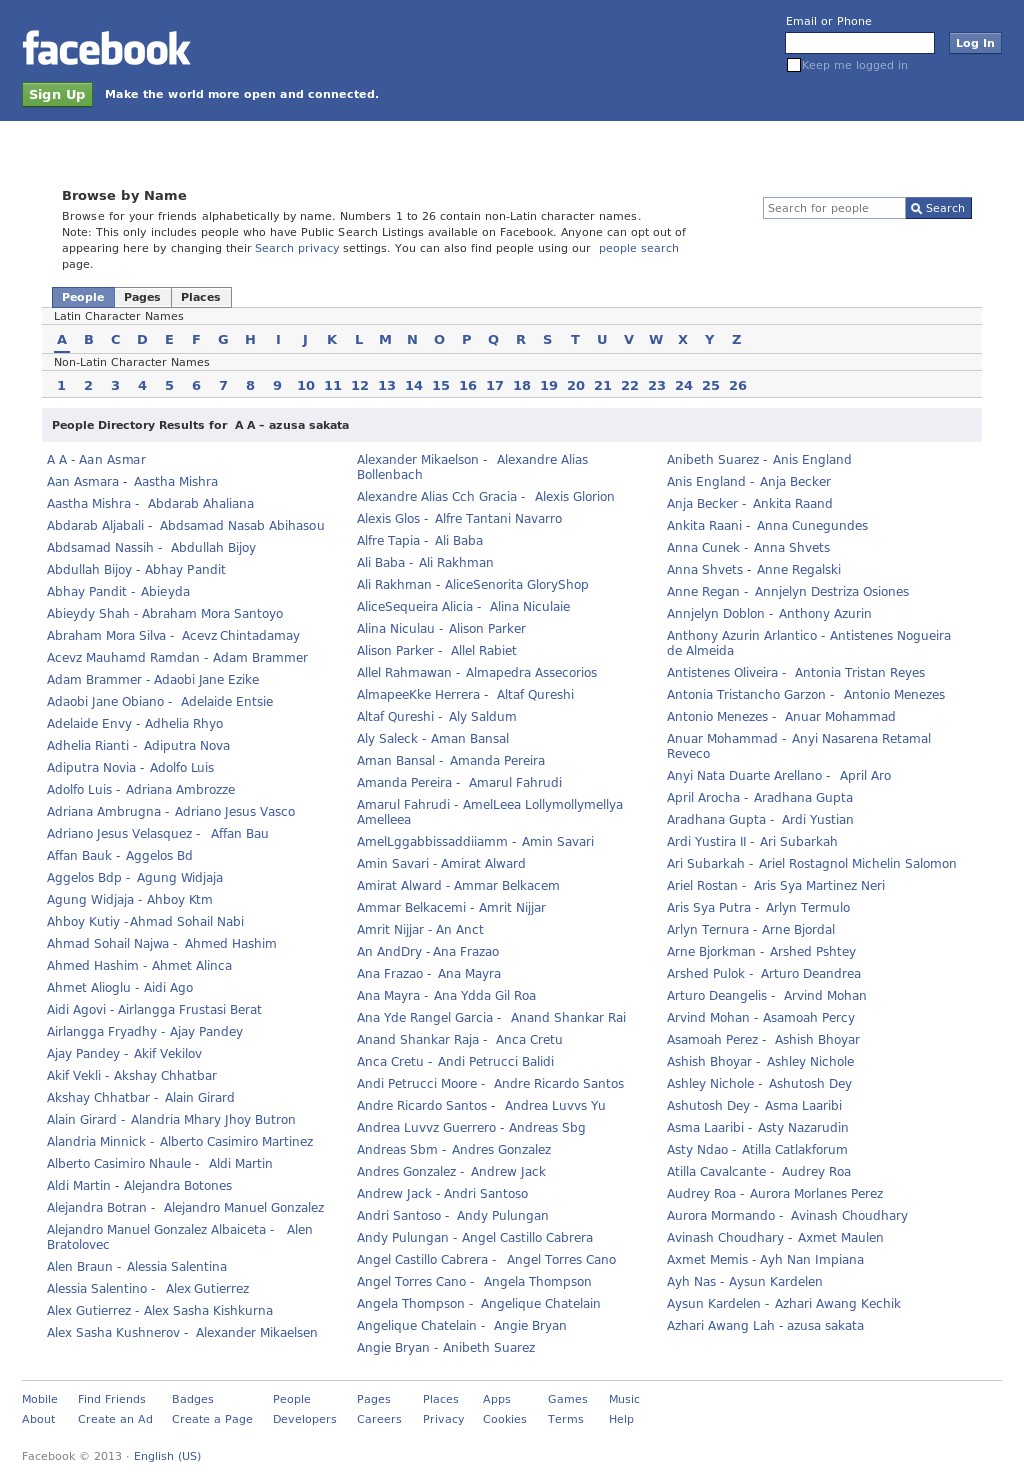 facebook
Email or Phone
Log In
Keep me logged in
Sign Up Make the world more open and connected.
Browse by Name
Browse for your friends alphabetically by name. Numbers 1 to 26 contain non-Latin character names.
Note: This only includes people who have Public Search Listings available on Facebook. Anyone can opt out of
appearing here by changing their Search privacy settings. You can also find people using our people search
page.
Search for people Search
People Pages Places
Latin Character Names
A B C D E F G H I J K L M N O P Q R S T U V W X Y Z
Non-Latin Character Names
1 2 3 4 5 6 7 8 9 10 11 12 13 14 15 16 17 18 19 20 21 22 23 24 25 26
People Directory Results for A A – azusa sakata
A A - Aan Asmar
Aan Asmara - Aastha Mishra
Aastha Mishra - Abdarab Ahaliana
Abdarab Aljabali - Abdsamad Nasab Abihasou
Abdsamad Nassih - Abdullah Bijoy
Abdullah Bijoy - Abhay Pandit
Abhay Pandit - Abieyda
Abieydy Shah - Abraham Mora Santoyo
Abraham Mora Silva - Acevz Chintadamay
Acevz Mauhamd Ramdan - Adam Brammer
Adam Brammer - Adaobi Jane Ezike
Adaobi Jane Obiano - Adelaide Entsie
Adelaide Envy - Adhelia Rhyo
Adhelia Rianti - Adiputra Nova
Adiputra Novia - Adolfo Luis
Adolfo Luis - Adriana Ambrozze
Adriana Ambrugna - Adriano Jesus Vasco
Adriano Jesus Velasquez - Affan Bau
Affan Bauk - Aggelos Bd
Aggelos Bdp - Agung Widjaja
Agung Widjaja - Ahboy Ktm
Ahboy Kutiy - Ahmad Sohail Nabi
Ahmad Sohail Najwa - Ahmed Hashim
Ahmed Hashim - Ahmet Alinca
Ahmet Alioglu - Aidi Ago
Aidi Agovi - Airlangga Frustasi Berat
Airlangga Fryadhy - Ajay Pandey
Ajay Pandey - Akif Vekilov
Akif Vekli - Akshay Chhatbar
Akshay Chhatbar - Alain Girard
Alain Girard - Alandria Mhary Jhoy Butron
Alandria Minnick - Alberto Casimiro Martinez
Alberto Casimiro Nhaule - Aldi Martin
Aldi Martin - Alejandra Botones
Alejandra Botran - Alejandro Manuel Gonzalez
Alejandro Manuel Gonzalez Albaiceta - Alen
Bratolovec
Alen Braun - Alessia Salentina
Alessia Salentino - Alex Gutierrez
Alex Gutierrez - Alex Sasha Kishkurna
Alex Sasha Kushnerov - Alexander Mikaelsen
Alexander Mikaelson - Alexandre Alias
Bollenbach
Alexandre Alias Cch Gracia - Alexis Glorion
Alexis Glos - Alfre Tantani Navarro
Alfre Tapia - Ali Baba
Ali Baba - Ali Rakhman
Ali Rakhman - AliceSenorita GloryShop
AliceSequeira Alicia - Alina Niculaie
Alina Niculau - Alison Parker
Alison Parker - Allel Rabiet
Allel Rahmawan - Almapedra Assecorios
AlmapeeKke Herrera - Altaf Qureshi
Altaf Qureshi - Aly Saldum
Aly Saleck - Aman Bansal
Aman Bansal - Amanda Pereira
Amanda Pereira - Amarul Fahrudi
Amarul Fahrudi - AmelLeea Lollymollymellya
Amelleea
AmelLggabbissaddiiamm - Amin Savari
Amin Savari - Amirat Alward
Amirat Alward - Ammar Belkacem
Ammar Belkacemi - Amrit Nijjar
Amrit Nijjar - An Anct
An AndDry - Ana Frazao
Ana Frazao - Ana Mayra
Ana Mayra - Ana Ydda Gil Roa
Ana Yde Rangel Garcia - Anand Shankar Rai
Anand Shankar Raja - Anca Cretu
Anca Cretu - Andi Petrucci Balidi
Andi Petrucci Moore - Andre Ricardo Santos
Andre Ricardo Santos - Andrea Luvvs Yu
Andrea Luvvz Guerrero - Andreas Sbg
Andreas Sbm - Andres Gonzalez
Andres Gonzalez - Andrew Jack
Andrew Jack - Andri Santoso
Andri Santoso - Andy Pulungan
Andy Pulungan - Angel Castillo Cabrera
Angel Castillo Cabrera - Angel Torres Cano
Angel Torres Cano - Angela Thompson
Angela Thompson - Angelique Chatelain
Angelique Chatelain - Angie Bryan
Angie Bryan - Anibeth Suarez
Anibeth Suarez - Anis England
Anis England - Anja Becker
Anja Becker - Ankita Raand
Ankita Raani - Anna Cunegundes
Anna Cunek - Anna Shvets
Anna Shvets - Anne Regalski
Anne Regan - Annjelyn Destriza Osiones
Annjelyn Doblon - Anthony Azurin
Anthony Azurin Arlantico - Antistenes Nogueira
de Almeida
Antistenes Oliveira - Antonia Tristan Reyes
Antonia Tristancho Garzon - Antonio Menezes
Antonio Menezes - Anuar Mohammad
Anuar Mohammad - Anyi Nasarena Retamal
Reveco
Anyi Nata Duarte Arellano - April Aro
April Arocha - Aradhana Gupta
Aradhana Gupta - Ardi Yustian
Ardi Yustira II - Ari Subarkah
Ari Subarkah - Ariel Rostagnol Michelin Salomon
Ariel Rostan - Aris Sya Martinez Neri
Aris Sya Putra - Arlyn Termulo
Arlyn Ternura - Arne Bjordal
Arne Bjorkman - Arshed Pshtey
Arshed Pulok - Arturo Deandrea
Arturo Deangelis - Arvind Mohan
Arvind Mohan - Asamoah Percy
Asamoah Perez - Ashish Bhoyar
Ashish Bhoyar - Ashley Nichole
Ashley Nichole - Ashutosh Dey
Ashutosh Dey - Asma Laaribi
Asma Laaribi - Asty Nazarudin
Asty Ndao - Atilla Catlakforum
Atilla Cavalcante - Audrey Roa
Audrey Roa - Aurora Morlanes Perez
Aurora Mormando - Avinash Choudhary
Avinash Choudhary - Axmet Maulen
Axmet Memis - Ayh Nan Impiana
Ayh Nas - Aysun Kardelen
Aysun Kardelen - Azhari Awang Kechik
Azhari Awang Lah - azusa sakata
Mobile Find Friends Badges People Pages Places Apps Games Music
About Create an Ad Create a Page Developers Careers Privacy Cookies Terms Help
Facebook © 2013 · English (US)